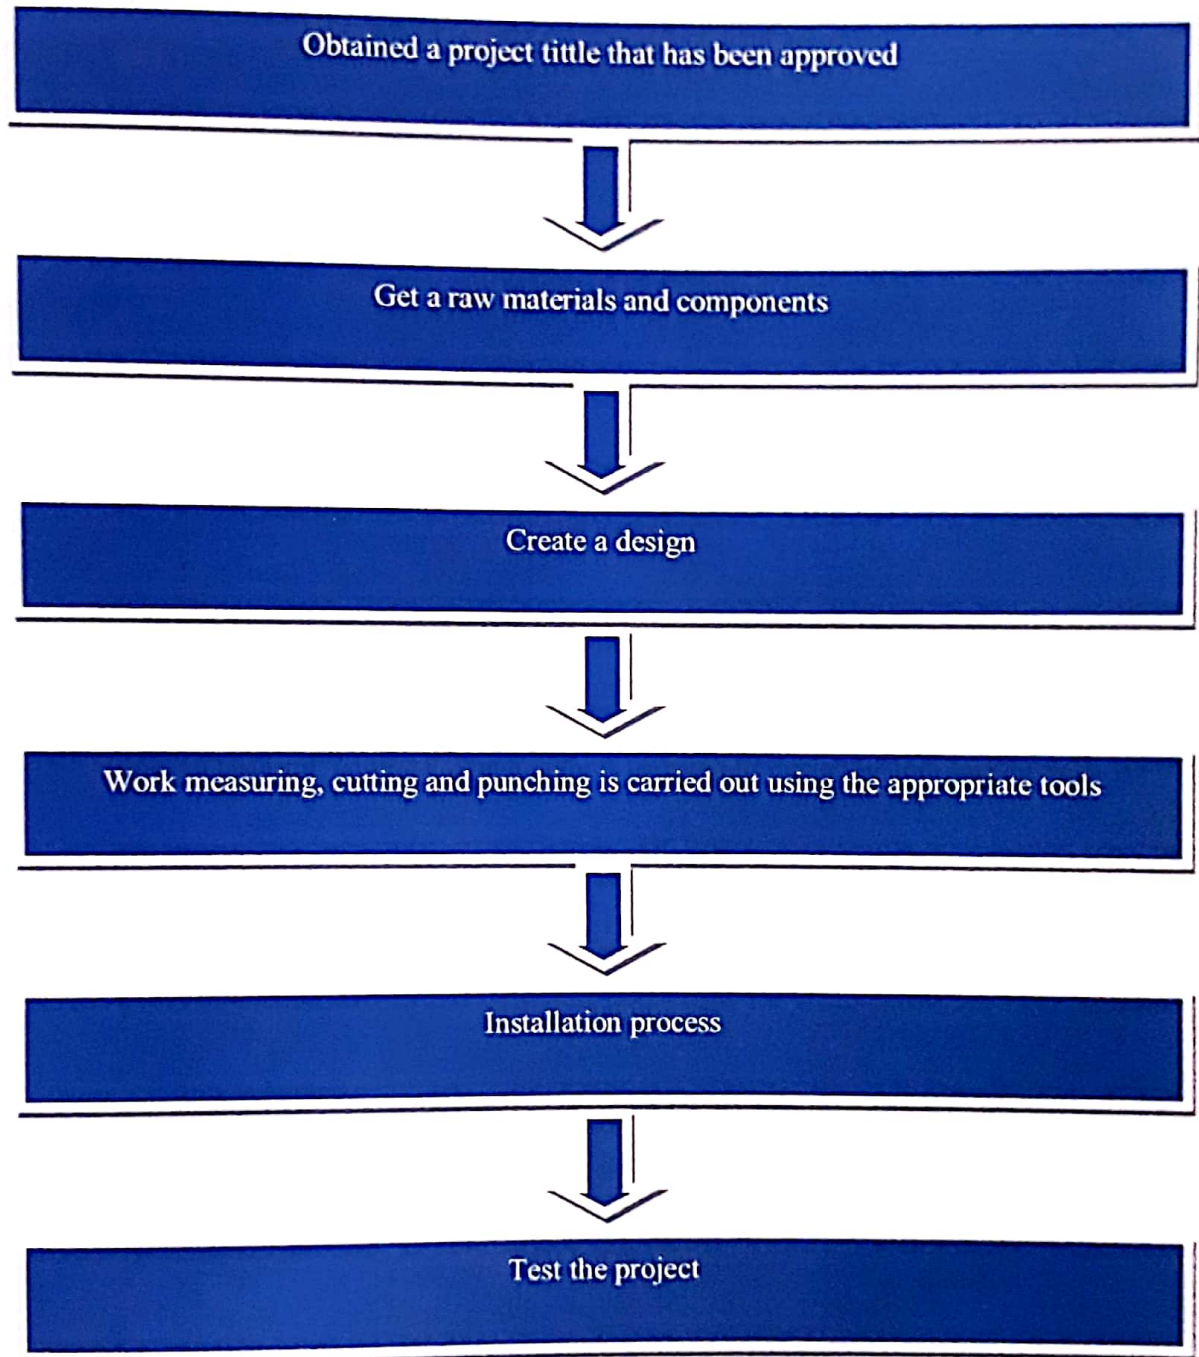 Obtained a project tittle that has been approved
Get a raw materials and components
Create a design
Work measuring, cutting and punching is carried out using the appropriate tools
Installation process
Test the project